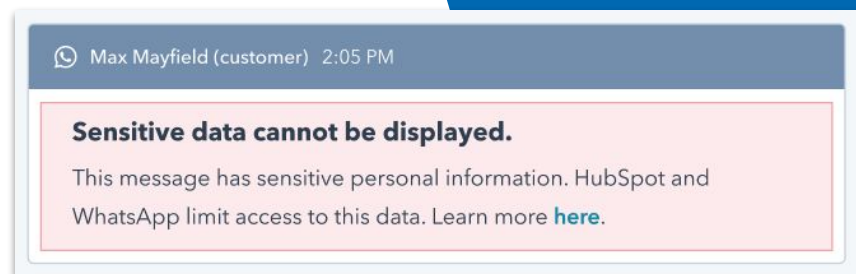 Max Mayfield (customer) 2:05 PM
Sensitive data cannot be displayed.
This message has sensitive personal information. HubSpot and
WhatsApp limit access to this data. Learn more here.